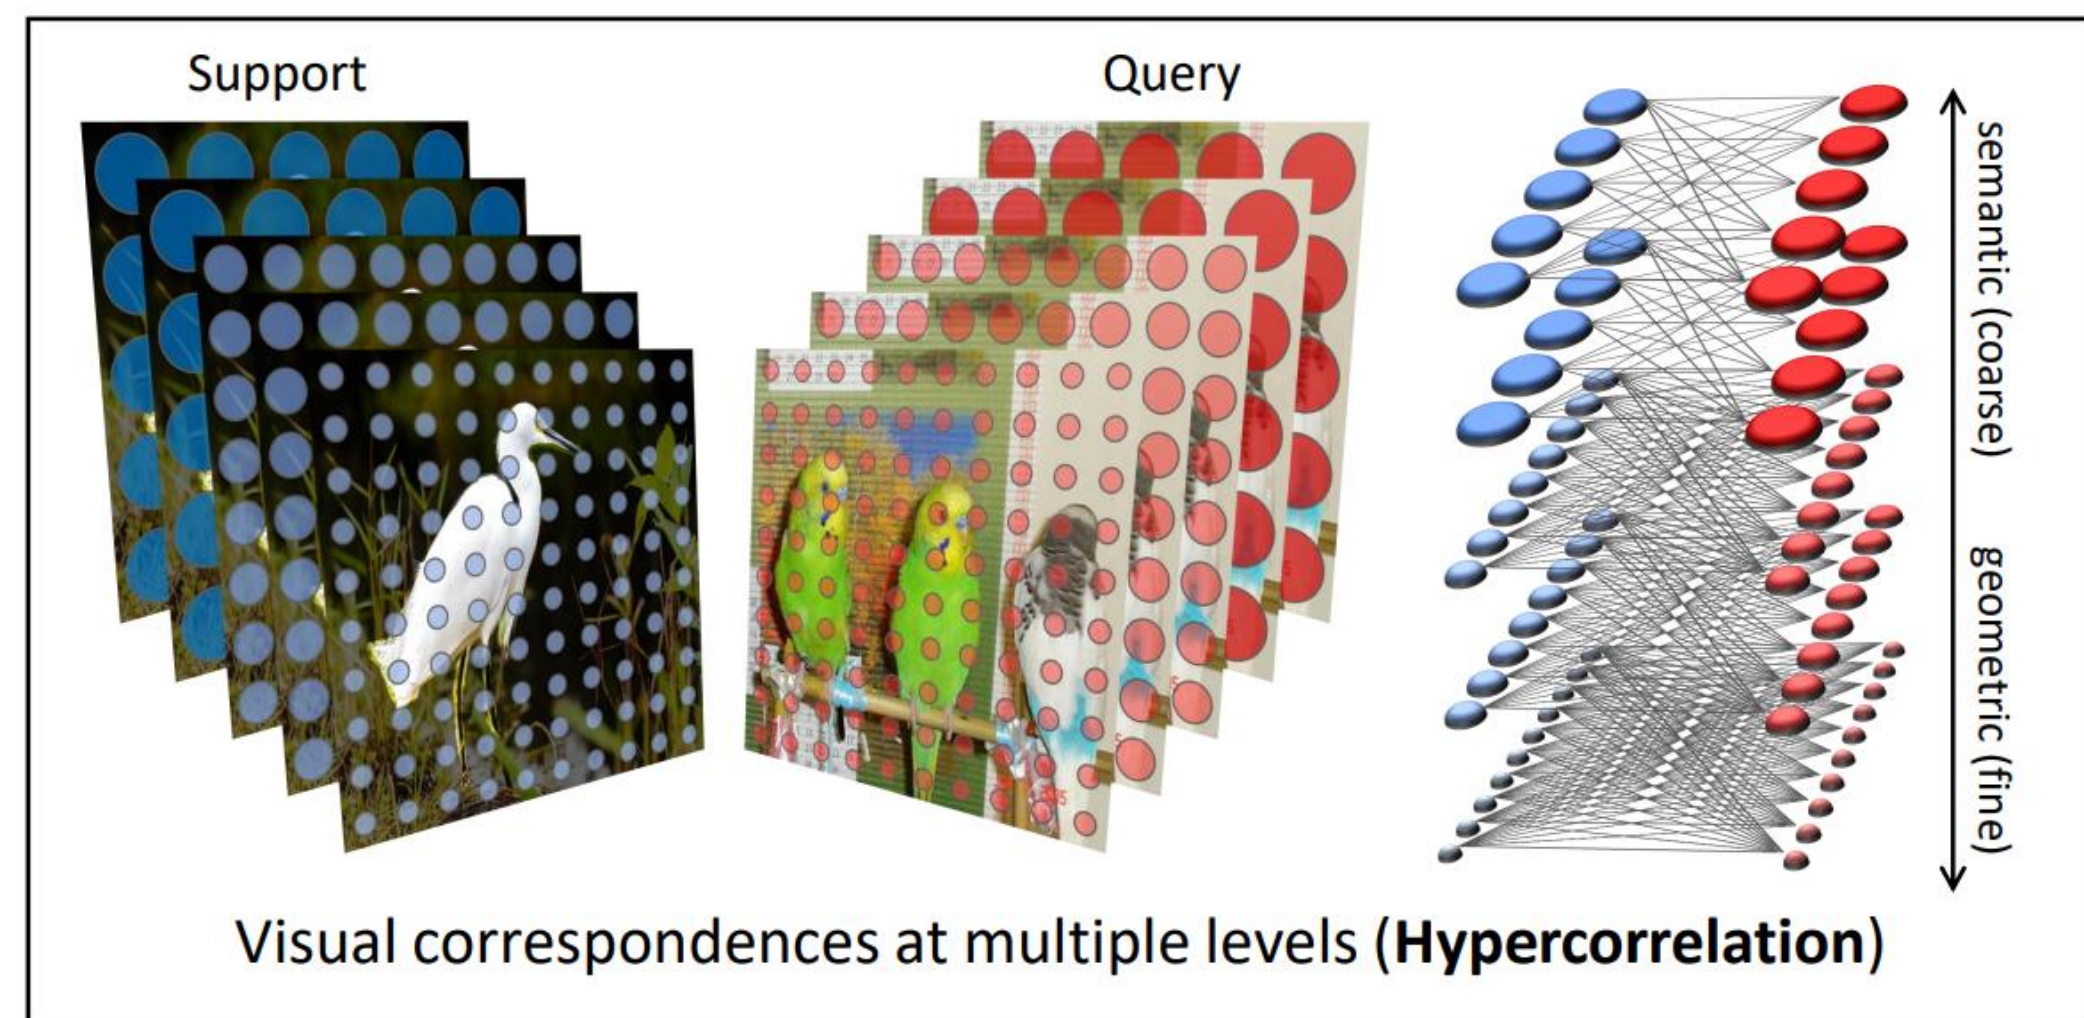 Support
Query
semantic (coarse)
geometric (fine)
Visual correspondences at multiple levels (Hypercorrelation)